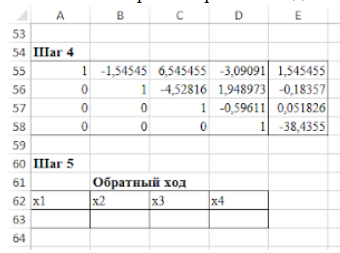 A B C D E
53
54 Шаг 4
55 1 -1,54545 6,545455 -3,09091 1,545455
56 0 1 -4,52816 1,948973 -0,18357
57 0 0 1 -0,59611 0,051826
58 0 0 0 1 -38,4355
59
60 Шаг 5
61 Обратный ход
62 x1 x2 x3 x4
63
64